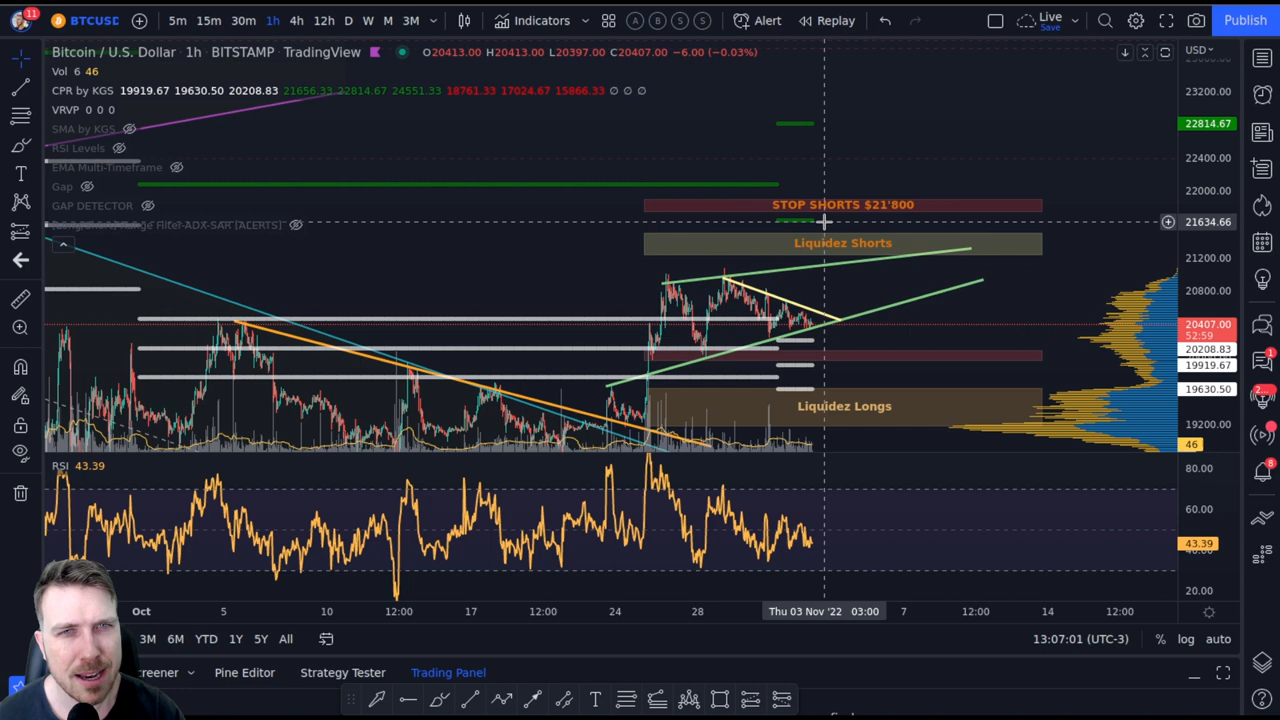 11
BTCUSD
5m 15m 30m 1h 4h 12h D W M 3M
Indicators
A B S S
Alert
Replay
Live
Save
Publish
Bitcoin / U.S. Dollar 1h BITSTAMP TradingView
O20413.00 H20413.00 L20397.00 C20407.00 −6.00 (−0.03%)
USD
Vol 6 46
CPR by KGS 19919.67 19630.50 20208.83 21656.33 22814.67 24551.33 18761.33 17024.67 15866.33 ∅ ∅ ∅
VRVP 0 0 0
SMA by KGS
RSI Levels
EMA Multi-Timeframe
Gap
GAP DETECTOR
23200.00
22814.67
22400.00
22000.00
STOP SHORTS $21'800
21634.66
Liquidez Shorts
21200.00
20800.00
20407.00
52:59
20208.83
19919.67
19630.50
Liquidez Longs
19200.00
46
RSI 43.39
80.00
60.00
43.39
20.00
Oct 5 10 12:00 17 12:00 24 28 Thu 03 Nov '22 03:00 7 12:00 14 12:00
3M 6M YTD 1Y 5Y All
13:07:01 (UTC-3)
% log auto
creener
Pine Editor
Strategy Tester
Trading Panel
1
8